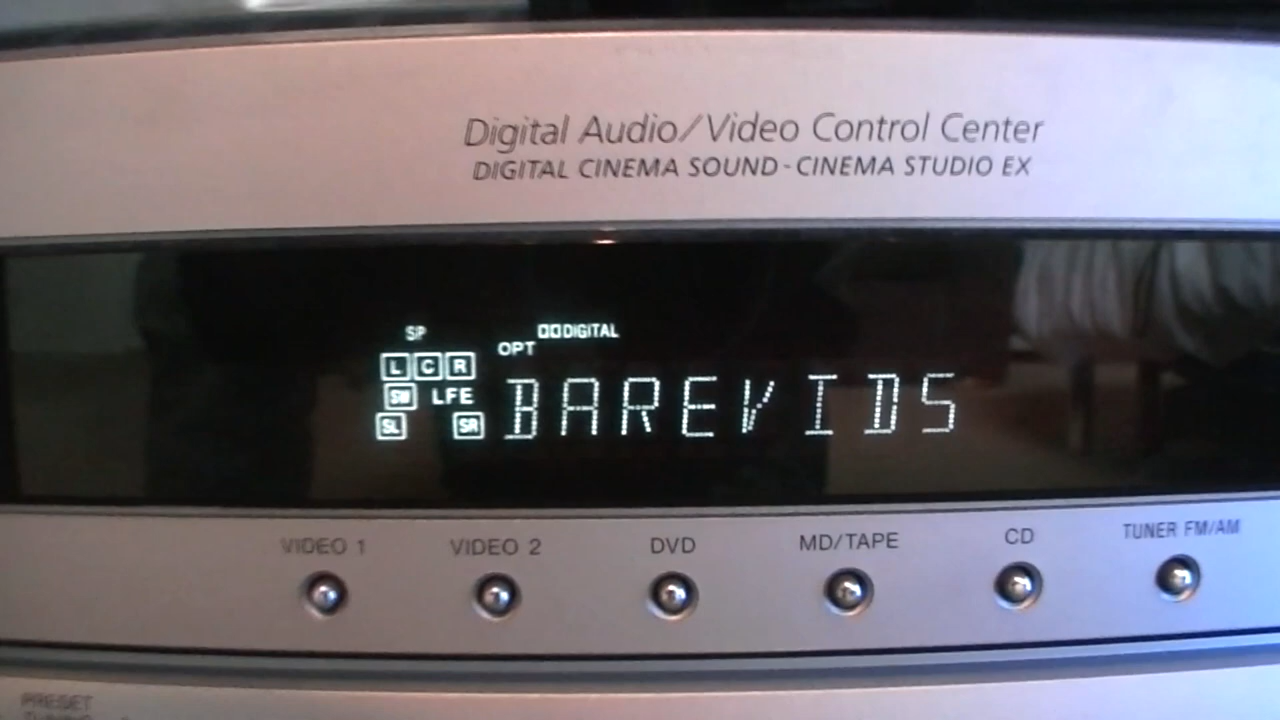 Digital Audio/Video Control Center
DIGITAL CINEMA SOUND - CINEMA STUDIO EX
SP
DIGITAL
OPT
L C R
SW LFE
SL SR
BAREVIDS
VIDEO 1 VIDEO 2 DVD MD/TAPE CD TUNER FM/AM
PRESET